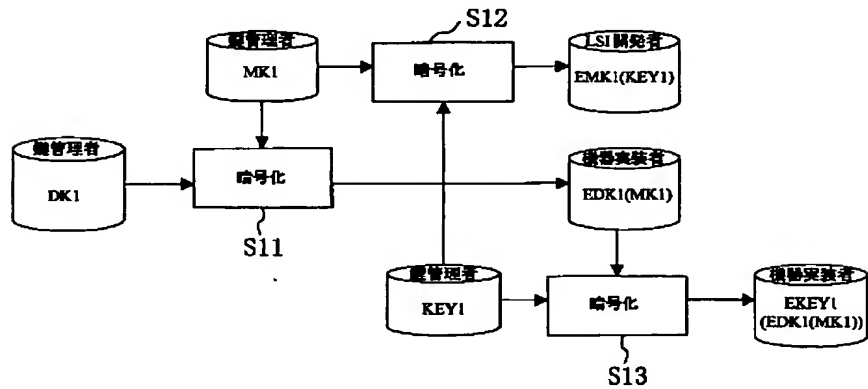 S12
鍵管理者
MK1
暗号化
LSI開発者
EMK1(KEY1)
鍵管理者
DK1
暗号化
S11
機器実装者
EDK1(MK1)
鍵管理者
KEY1
暗号化
S13
機器実装者
EKEY1
(EDK1(MK1))